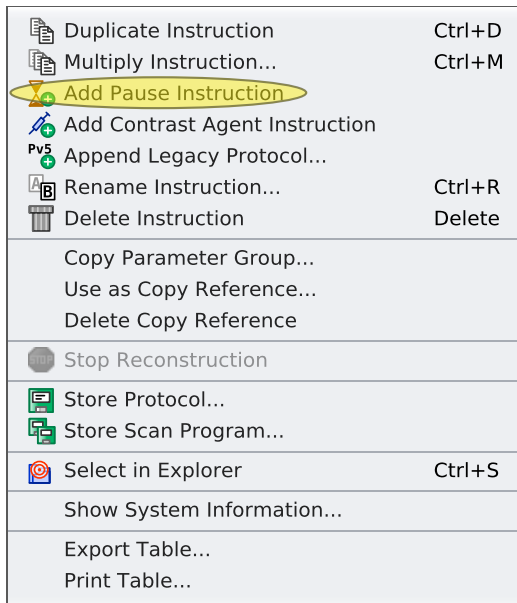 Duplicate Instruction Ctrl+D
Multiply Instruction... Ctrl+M
Add Pause Instruction
Add Contrast Agent Instruction
Pv5 Append Legacy Protocol...
A B Rename Instruction... Ctrl+R
Delete Instruction Delete
Copy Parameter Group...
Use as Copy Reference...
Delete Copy Reference
STOP Stop Reconstruction
Store Protocol...
Store Scan Program...
Select in Explorer Ctrl+S
Show System Information...
Export Table...
Print Table...